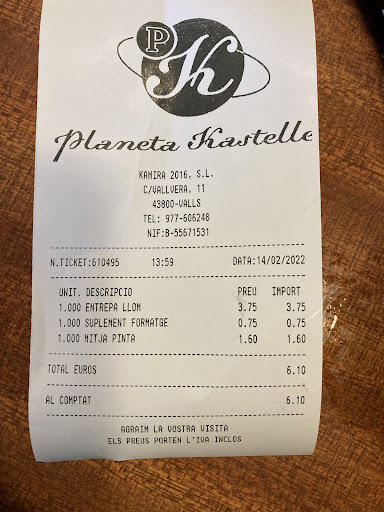 P
K
Planeta Kastelle
KAMIRA 2016, S.L.
C/VALLVERA, 11
43800-VALLS
TEL: 977-606248
NIF:B-55671531
N.TICKET:610495 13:59 DATA:14/02/2022
UNIT. DESCRIPCIO PREU IMPORT
1.000 ENTREPA LLOM 3.75 3.75
1.000 SUPLEMENT FORMATGE 0.75 0.75
1.000 MITJA PINTA 1.60 1.60
TOTAL EUROS 6.10
AL COMPTAT 6.10
AGRAIM LA VOSTRA VISITA
ELS PREUS PORTEN L'IVA INCLOS